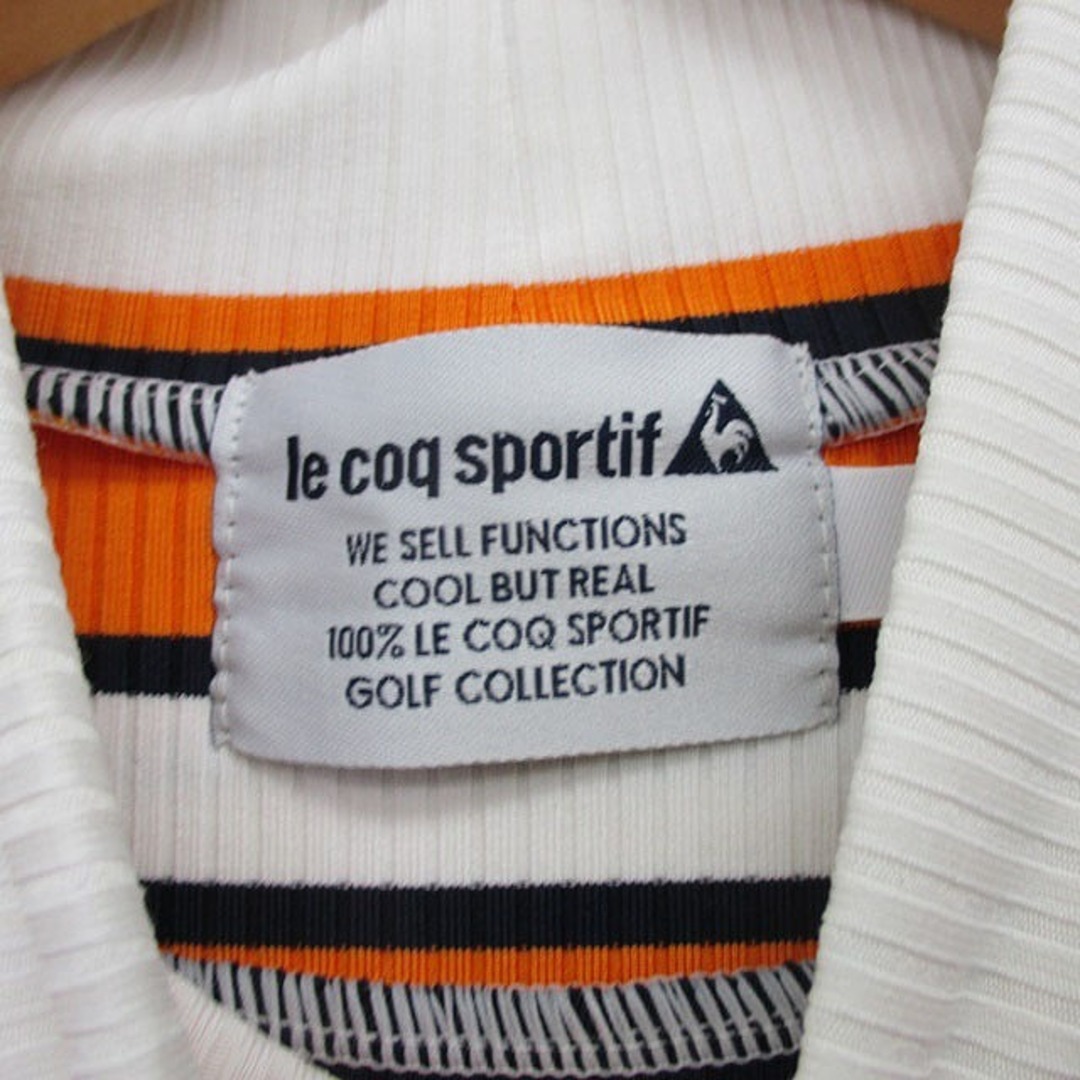 le coq sportif
WE SELL FUNCTIONS
COOL BUT REAL
100% LE COQ SPORTIF
GOLF COLLECTION